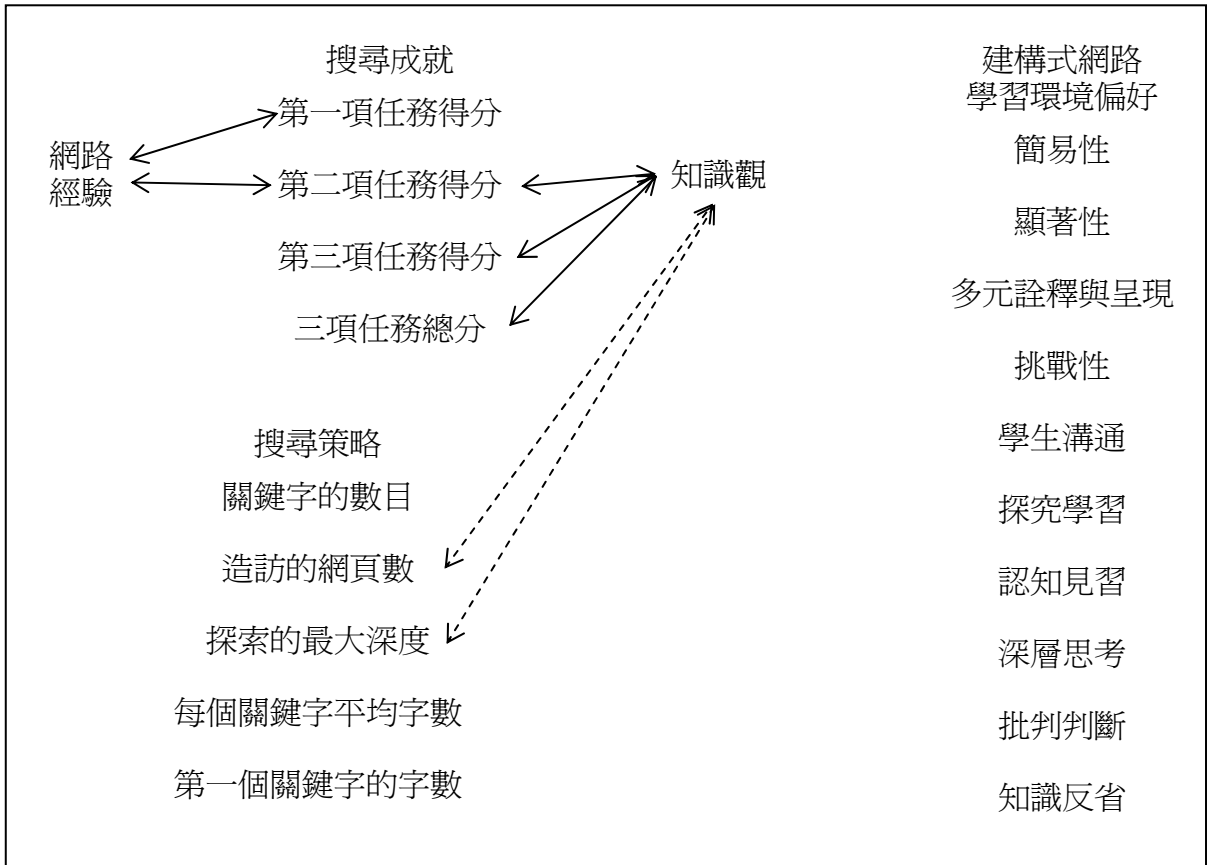 搜尋成就
第一項任務得分
網路
經驗
第二項任務得分
第三項任務得分
三項任務總分
知識觀
搜尋策略
關鍵字的數目
造訪的網頁數
探索的最大深度
每個關鍵字平均字數
第一個關鍵字的字數
建構式網路
學習環境偏好
簡易性
顯著性
多元詮釋與呈現
挑戰性
學生溝通
探究學習
認知見習
深層思考
批判判斷
知識反省